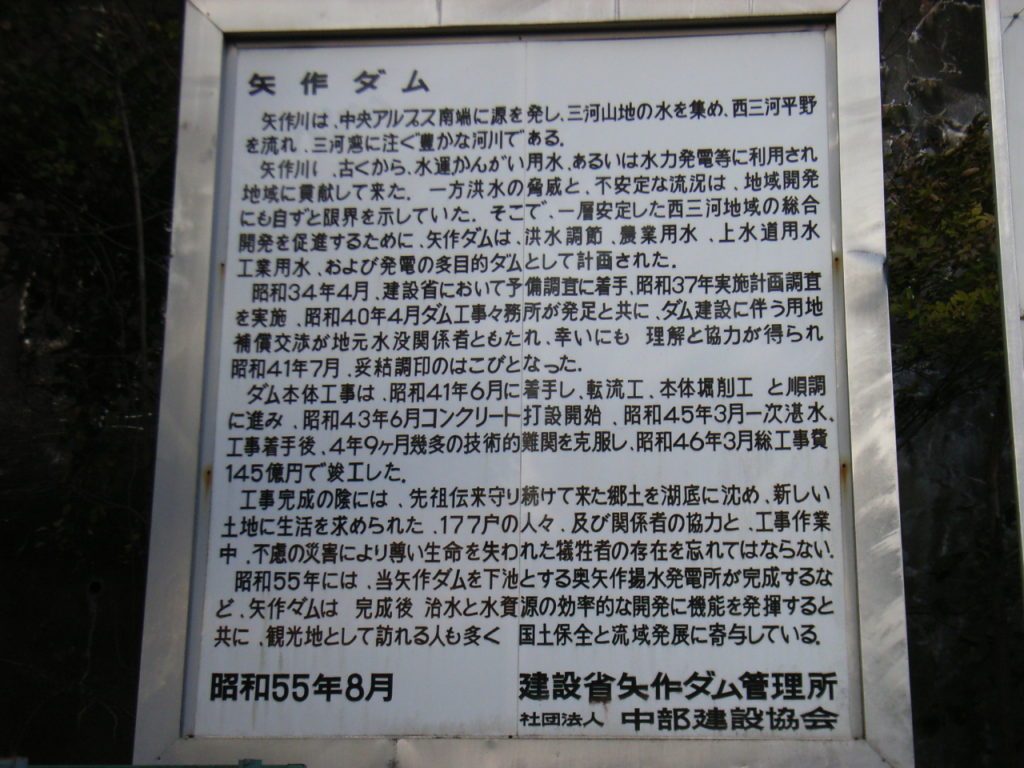 矢作ダム
矢作川は、中央アルプス南端に源を発し、三河山地の水を集め、西三河平野
を流れ、三河湾に注ぐ豊かな河川である。
矢作川は、古くから、水運かんがい用水、あるいは水力発電等に利用され
地域に貢献して来た。一方洪水の脅威と、不安定な流況は、地域開発
にも自ずと限界を示していた。そこで、一層安定した西三河地域の総合
開発を促進するために、矢作ダムは、洪水調節、農業用水、上水道用水
工業用水、および発電の多目的ダムとして計画された。
昭和34年4月、建設省において予備調査に着手、昭和37年実施計画調査
を実施、昭和40年4月ダム工事々務所が発足と共に、ダム建設に伴う用地
補償交渉が地元水没関係者ともたれ、幸いにも 理解と協力が得られ
昭和41年7月、妥結調印のはこびとなった。
ダム本体工事は、昭和41年6月に着手し、転流工、本体堀削工 と順調
に進み、昭和43年6月コンクリート打設開始、昭和45年3月一次湛水、
工事着手後、4年9ヶ月幾多の技術的難関を克服し、昭和46年3月総工事費
145億円で竣工した。
工事完成の陰には、先祖伝来守り続けて来た郷土を湖底に沈め、新しい
土地に生活を求められた、177戸の人々、及び関係者の協力と、工事作業
中、不慮の災害により尊い生命を失われた犠牲者の存在を忘れてはならない。
昭和55年には、当矢作ダムを下池とする奥矢作揚水発電所が完成するな
ど、矢作ダムは 完成後 治水と水資源の効率的な開発に機能を発揮すると
共に、観光地として訪れる人も多く 国土保全と流域発展に寄与している。
昭和55年8月
建設省矢作ダム管理所
社団法人 中部建設協会